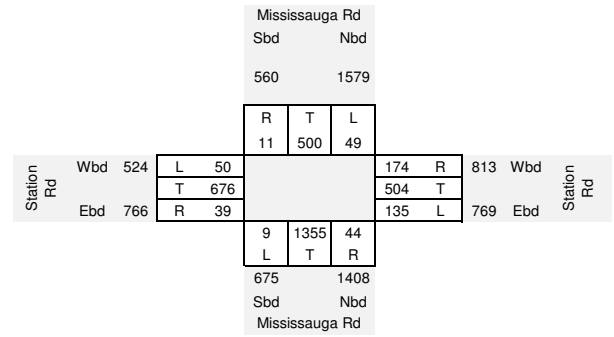 Mississauga Rd
Sbd Nbd
560 1579
R T L
11 500 49
Station Rd
Wbd 524 L 50 174 R 813 Wbd
T 676 504 T
Ebd 766 R 39 135 L 769 Ebd
Station Rd
9 1355 44
L T R
675 1408
Sbd Nbd
Mississauga Rd